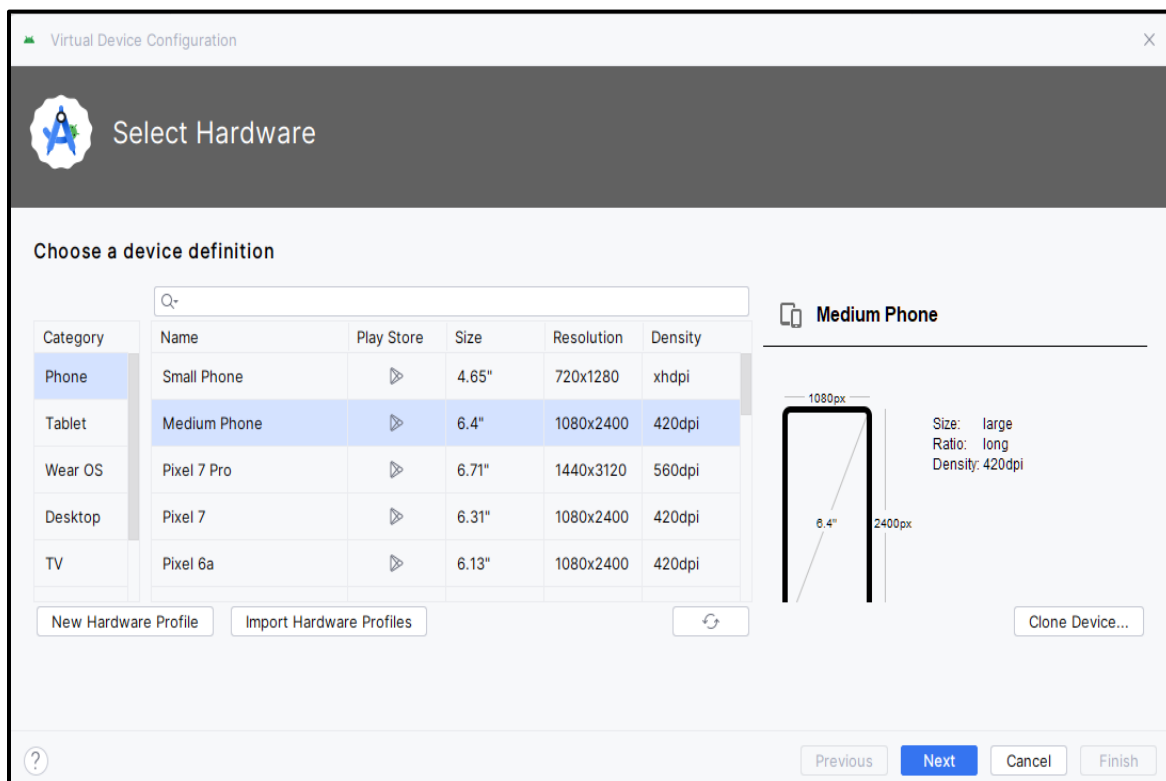 Virtual Device Configuration
Select Hardware
Choose a device definition
Category
Phone
Tablet
Wear OS
Desktop
TV
Name Play Store Size Resolution Density
Small Phone 4.65" 720x1280 xhdpi
Medium Phone 6.4" 1080x2400 420dpi
Pixel 7 Pro 6.71" 1440x3120 560dpi
Pixel 7 6.31" 1080x2400 420dpi
Pixel 6a 6.13" 1080x2400 420dpi
New Hardware Profile Import Hardware Profiles
Medium Phone
1080px
6.4" 2400px
Size: large
Ratio: long
Density: 420dpi
Clone Device...
? Previous Next Cancel Finish